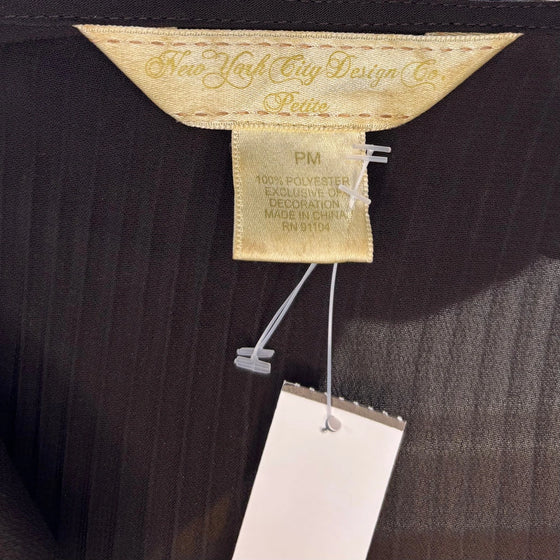 New York City Design Co.
Petite
PM
100% POLYESTER
EXCLUSIVE OF
DECORATION
MADE IN CHINA
RN 91104